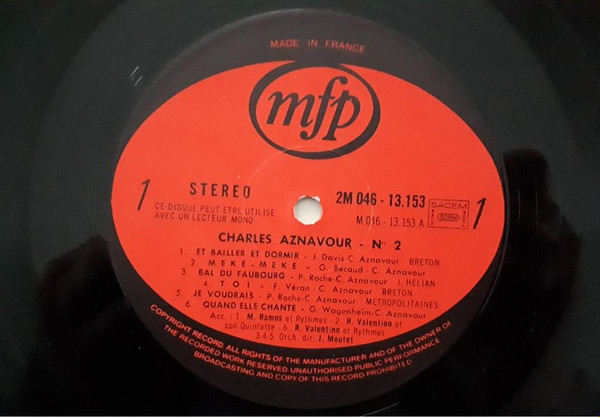 MADE IN FRANCE
mfp
1 STEREO 2M 046 - 13.153 SACEM SDRM 1
CE DISQUE PEUT ETRE UTILISE M 046 - 13.153 A
AVEC UN LECTEUR MONO
CHARLES AZNAVOUR - N° 2
1. ET BAILLER ET DORMIR - J. Davis-C. Aznavour BRETON
2. MEKE-MEKE - G. Becaud - C. Aznavour
3. BAL DU FAUBOURG - P. Roche-C. Aznavour J. HELIAN
4. TOI - F. Véran - C. Aznavour BRETON
5. JE VOUDRAIS - P. Roche-C. Aznavour METROPOLITAINES
6. QUAND ELLE CHANTE - G. Wagenheim-C. Aznavour
Acc. : 1. M. Ramos et Rythmes - 2. R. Valentino et
son Quintette - 6. R. Valentino et Rythmes
3.4.5. Orch. dir. J. Moutet
COPYRIGHT RECORD ALL RIGHTS OF THE MANUFACTURER AND OF THE OWNER OF
THE RECORDED WORK RESERVED UNAUTHORISED PUBLIC PERFORMANCE
BROADCASTING AND COPY OF THIS RECORD PROHIBITED